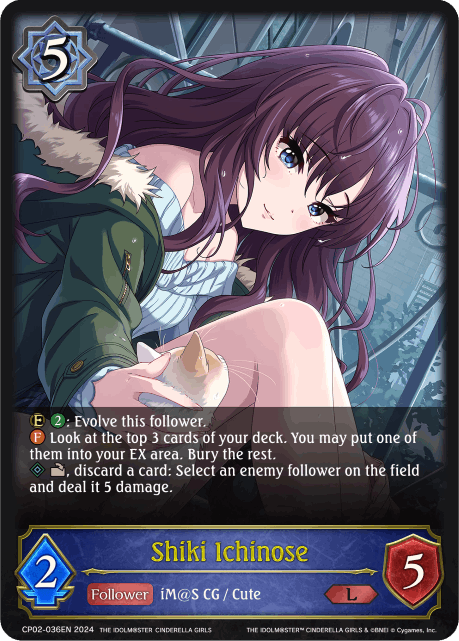 5
E 2: Evolve this follower.
F Look at the top 3 cards of your deck. You may put one of
them into your EX area. Bury the rest.
, discard a card: Select an enemy follower on the field
and deal it 5 damage.
Shiki Ichinose
2 Follower iM@S CG / Cute L 5
CP02-036EN 2024 THE IDOLM@STER CINDERELLA GIRLS THE IDOLM@STER™ CINDERELLA GIRLS & ©BNEI © Cygames, Inc.